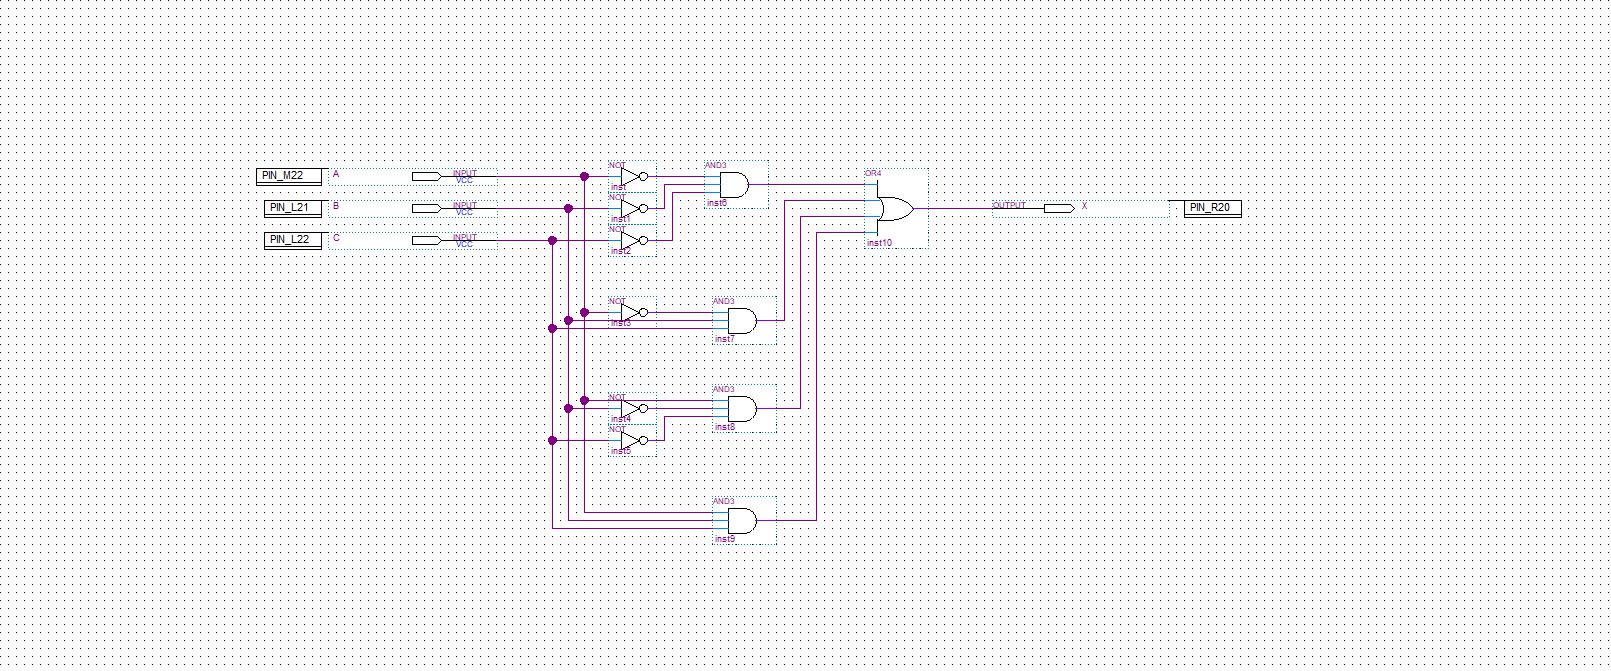 PIN_M22 A INPUT
VCC
PIN_L21 B INPUT
VCC
PIN_L22 C INPUT
VCC
NOT
inst
NOT
inst1
NOT
inst2
AND3
inst6
OR4
inst10
OUTPUT X PIN_R20
NOT
inst3
AND3
inst7
NOT
inst4
NOT
inst5
AND3
inst8
AND3
inst9